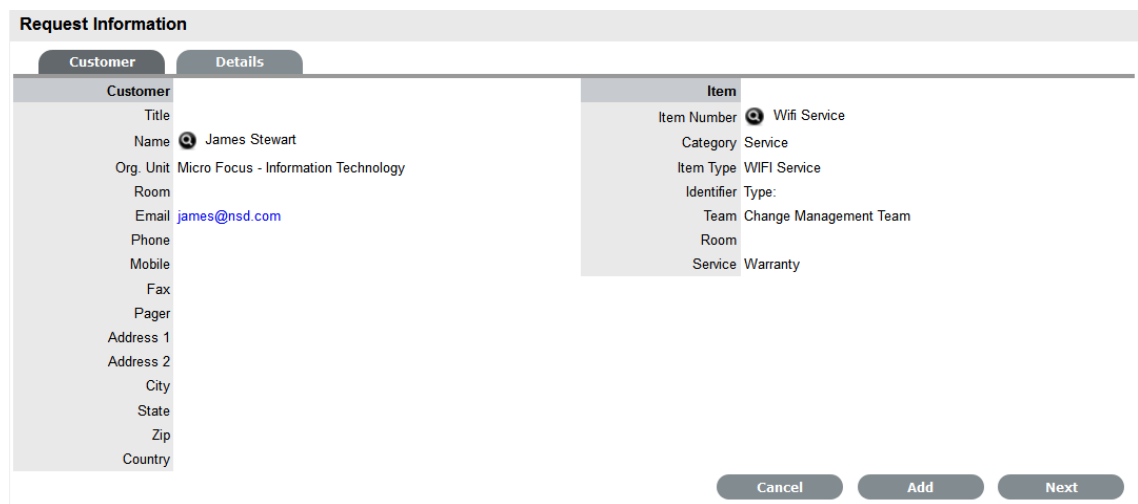 Request Information
Customer Details
Customer
Title
Name James Stewart
Org. Unit Micro Focus - Information Technology
Room
Email james@nsd.com
Phone
Mobile
Fax
Pager
Address 1
Address 2
City
State
Zip
Country
Item
Item Number Wifi Service
Category Service
Item Type WIFI Service
Identifier Type:
Team Change Management Team
Room
Service Warranty
Cancel Add Next